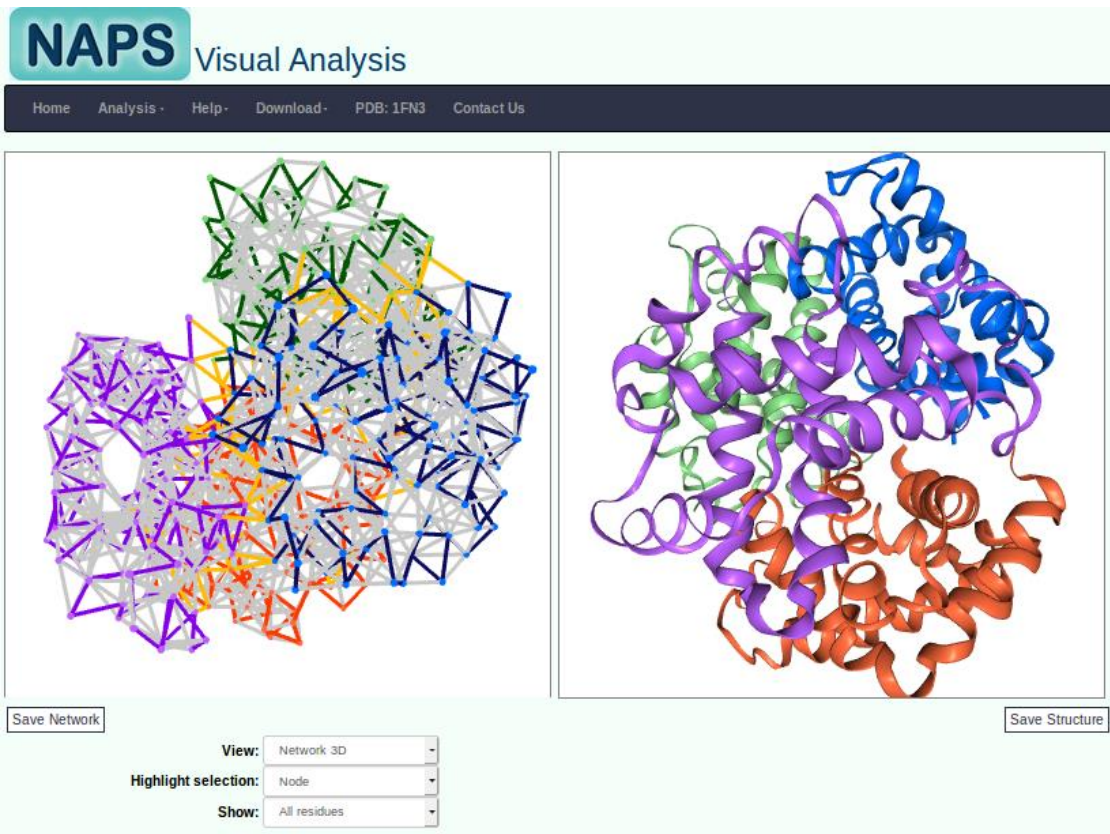 NAPS Visual Analysis
Home Analysis Help Download PDB: 1FN3 Contact Us
Save Network Save Structure
View: Network 3D
Highlight selection: Node
Show: All residues